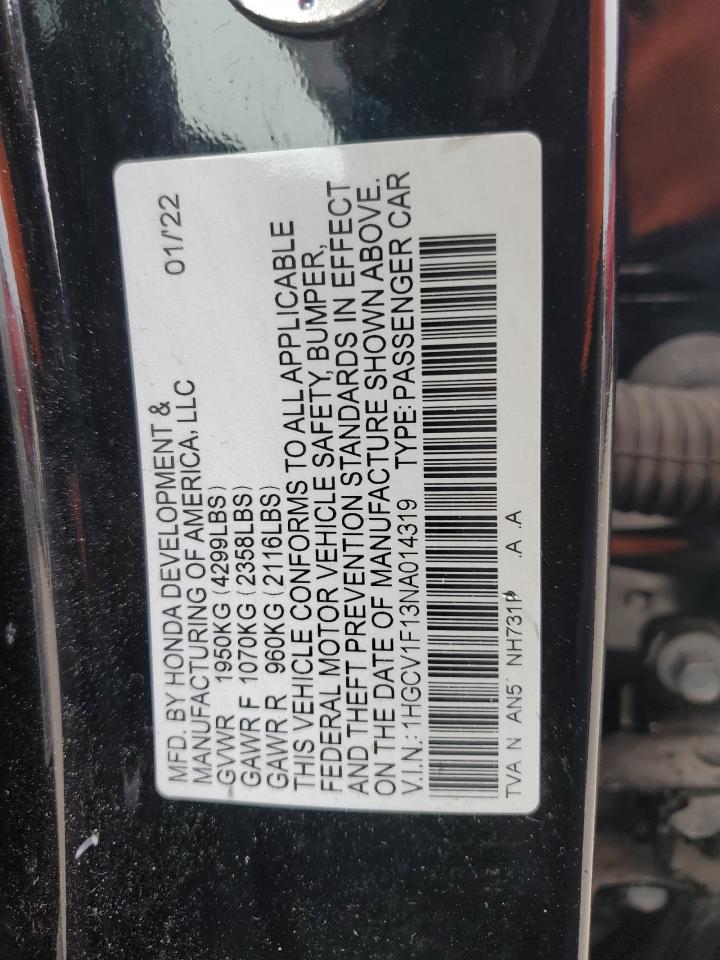 MFD. BY HONDA DEVELOPMENT &
MANUFACTURING OF AMERICA, LLC 01/'22
GVWR 1950KG (4299LBS)
GAWR F 1070KG (2358LBS)
GAWR R 960KG (2116LBS)
THIS VEHICLE CONFORMS TO ALL APPLICABLE
FEDERAL MOTOR VEHICLE SAFETY, BUMPER,
AND THEFT PREVENTION STANDARDS IN EFFECT
ON THE DATE OF MANUFACTURE SHOWN ABOVE.
V.I.N.: 1HGCV1F13NA014319 TYPE: PASSENGER CAR
TVA N AN5 NH731P .A .A